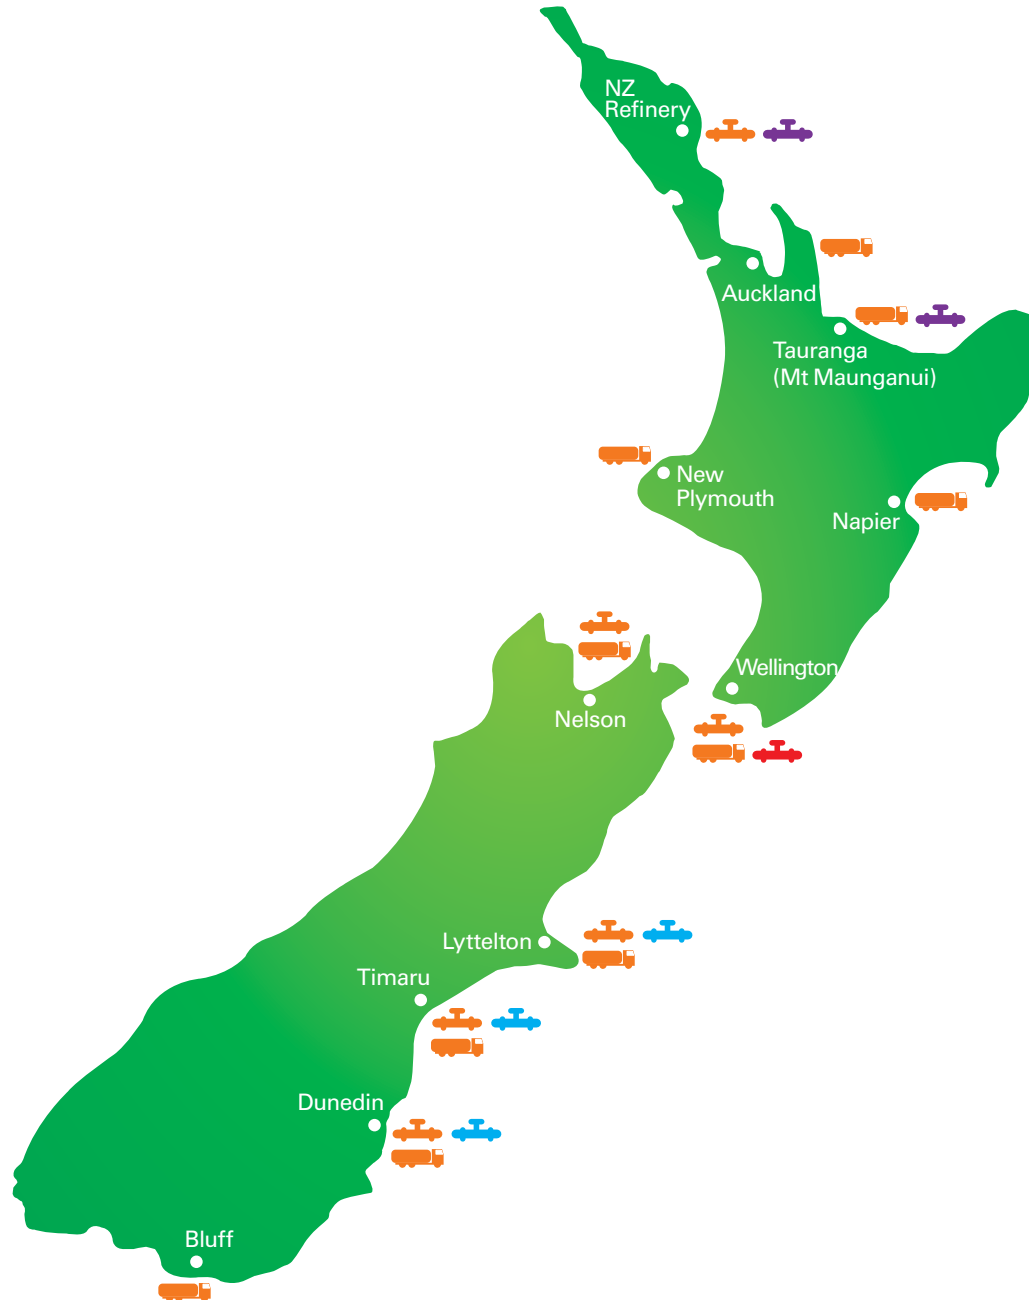 NZ
Refinery
Auckland
Tauranga
(Mt Maunganui)
New
Plymouth
Napier
Wellington
Nelson
Lyttelton
Timaru
Dunedin
Bluff